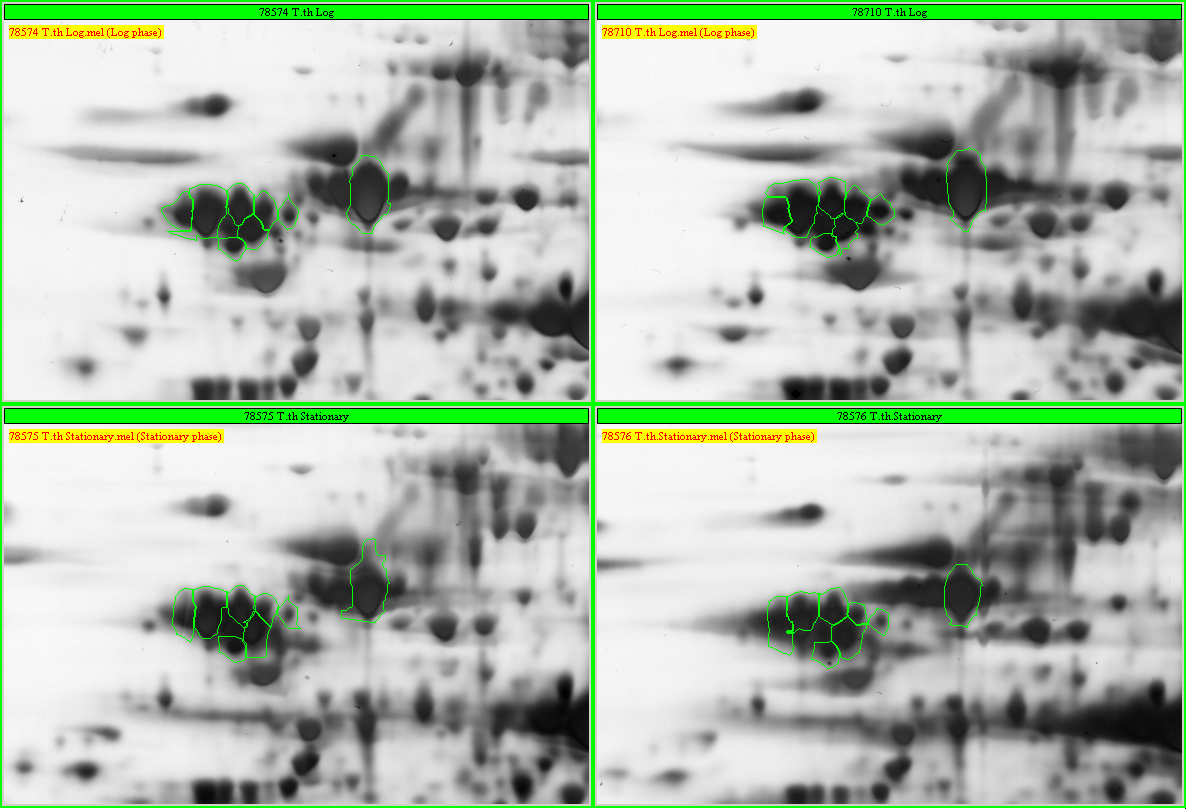 78574 T.th Log
78574 T.th Log.mel (Log phase)
78710 T.th Log
78710 T.th Log.mel (Log phase)
78575 T.th Stationary
78575 T.th Stationary.mel (Stationary phase)
78576 T.th.Stationary
78576 T.th.Stationary.mel (Stationary phase)